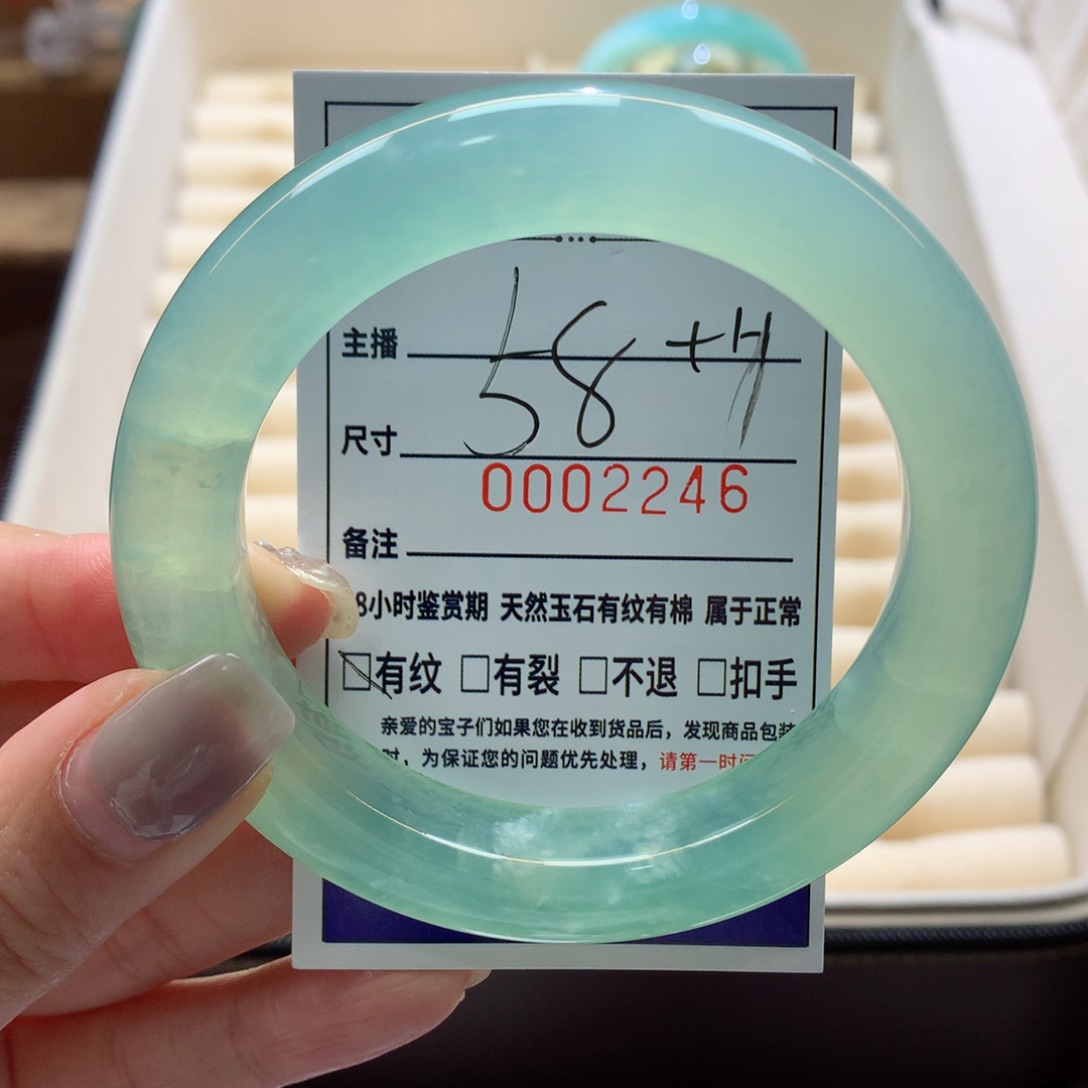 主播
58+
尺寸
0002246
备注
8小时鉴赏期 天然玉石有纹有棉 属于正常
☐有纹 ☐有裂 ☐不退 ☐扣手
亲爱的宝子们如果您在收到货品后，发现商品包装
时，为保证您的问题优先处理，请第一时间